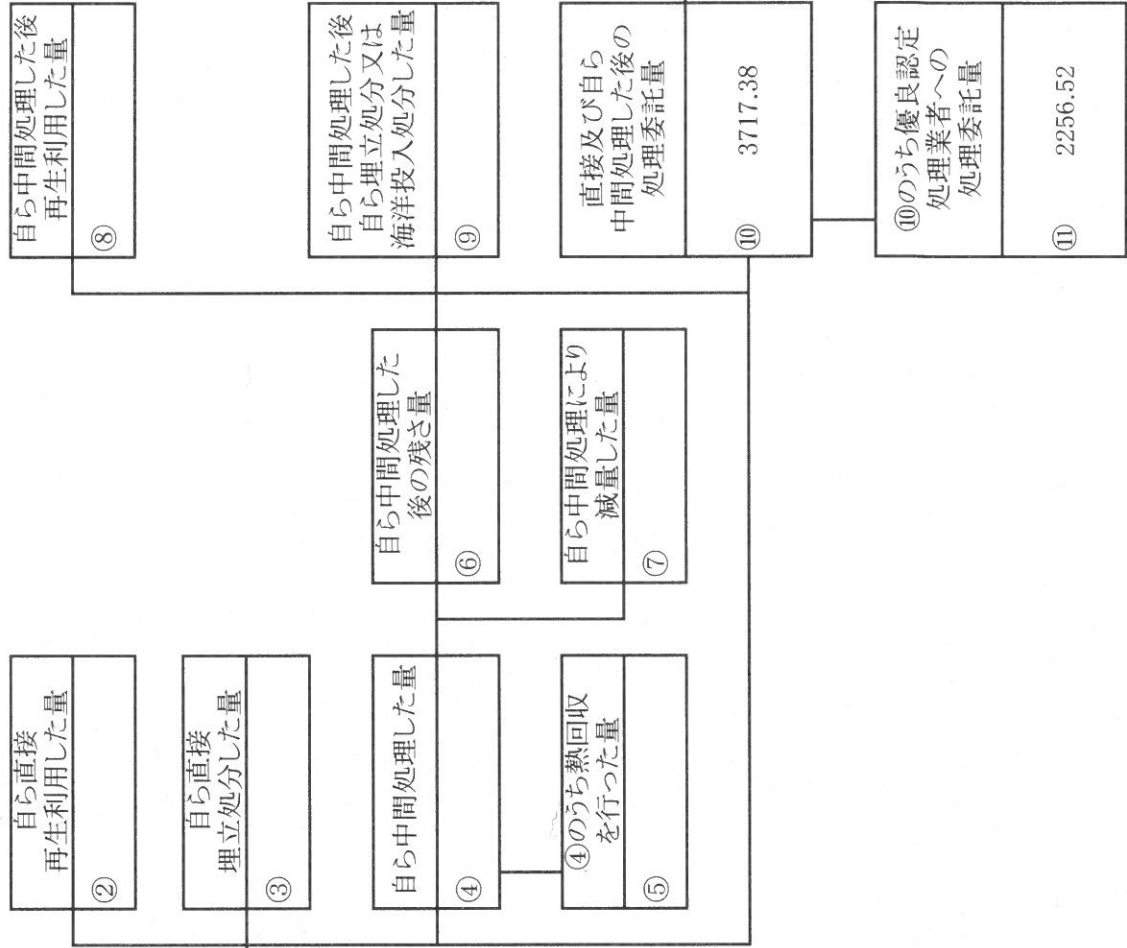 自ら直接
再生利用した量
②
自ら直接
埋立処分した量
③
自ら中間処理した量
④
④のうち熱回収
を行った量
⑤
自ら中間処理した
後の残さ量
⑥
自ら中間処理により
減量した量
⑦
自ら中間処理した後
再生利用した量
⑧
自ら中間処理した後
自ら埋立処分又は
海洋投入処分した量
⑨
直接及び自ら
中間処理した後の
処理委託量
⑩ 3717.38
⑩のうち優良認定
処理業者への
処理委託量
⑪ 2256.52